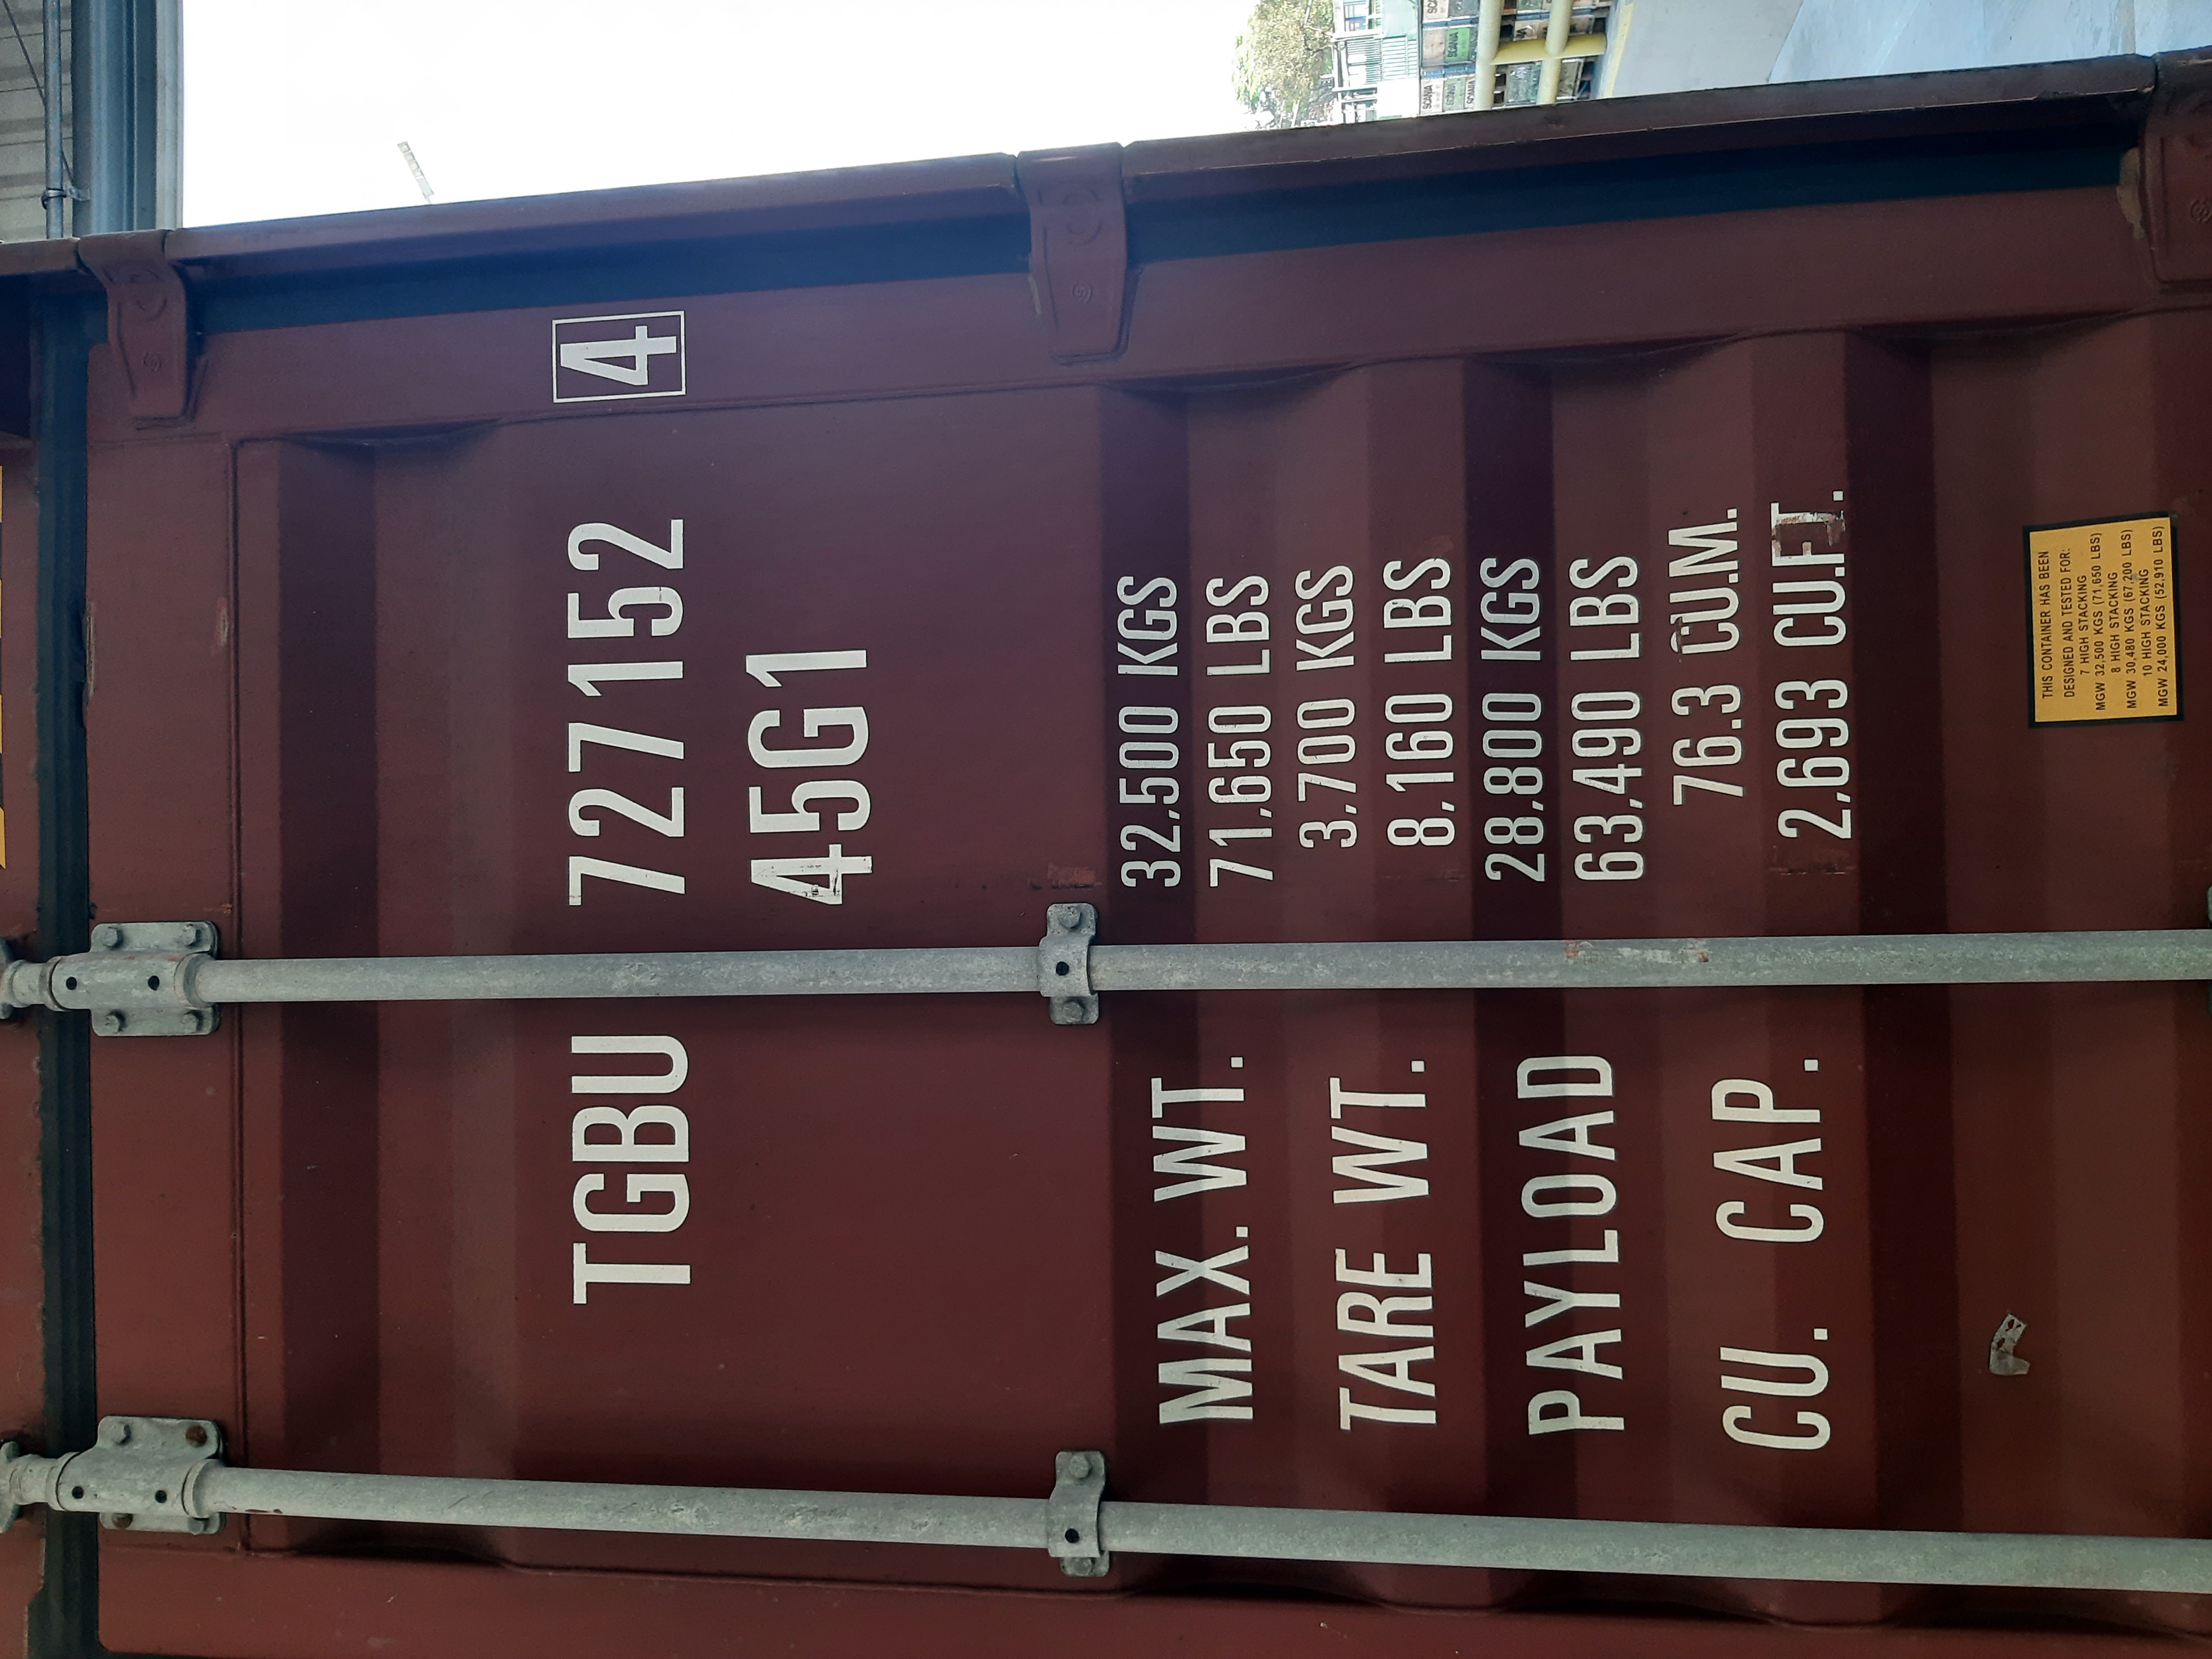 TGBU 727152 4
45G1
MAX. WT. 32,500 KGS
71,650 LBS
TARE WT. 3,700 KGS
8,160 LBS
PAYLOAD 28,800 KGS
63,490 LBS
CU. CAP. 76.3 CU.M.
2,693 CU.FT.
THIS CONTAINER HAS BEEN
DESIGNED AND TESTED FOR:
7 HIGH STACKING
MGW 32,500 KGS (71,650 LBS)
8 HIGH STACKING
MGW 30,480 KGS (67,200 LBS)
10 HIGH STACKING
MGW 24,000 KGS (52,910 LBS)
SCANIA
SCANIA
SCANIA